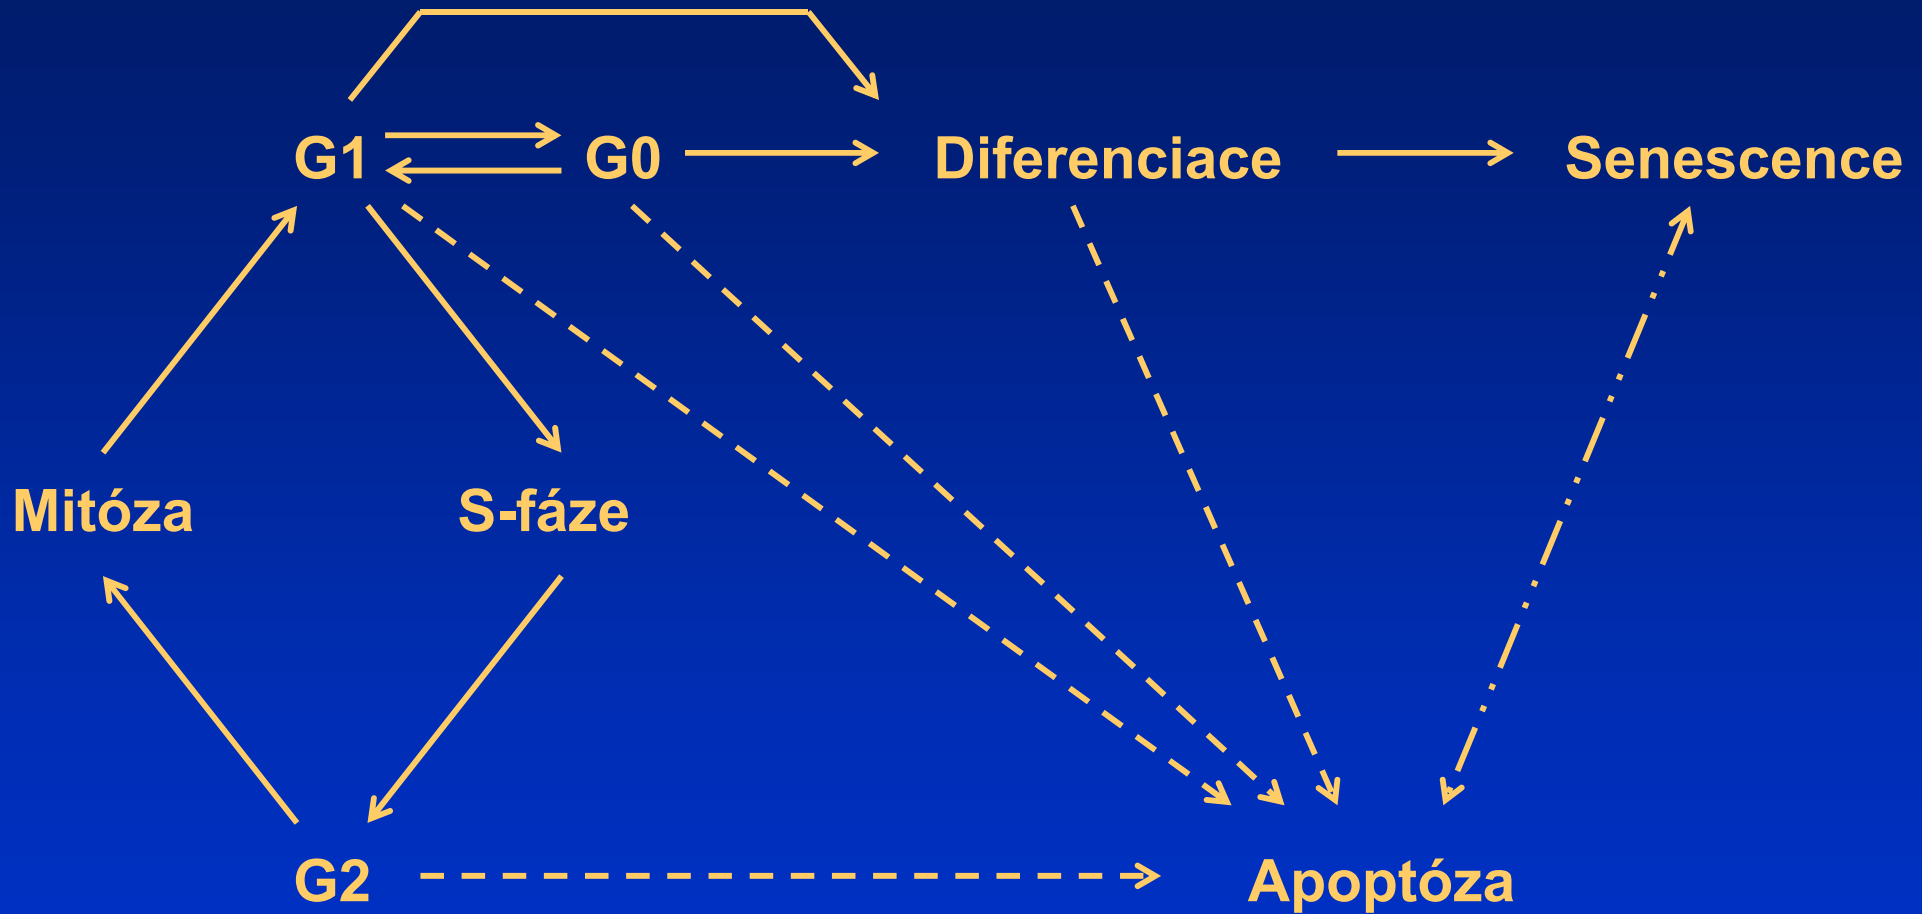 G1
G0
Diferenciace
Senescence
Mitóza
S-fáze
G2
Apoptóza